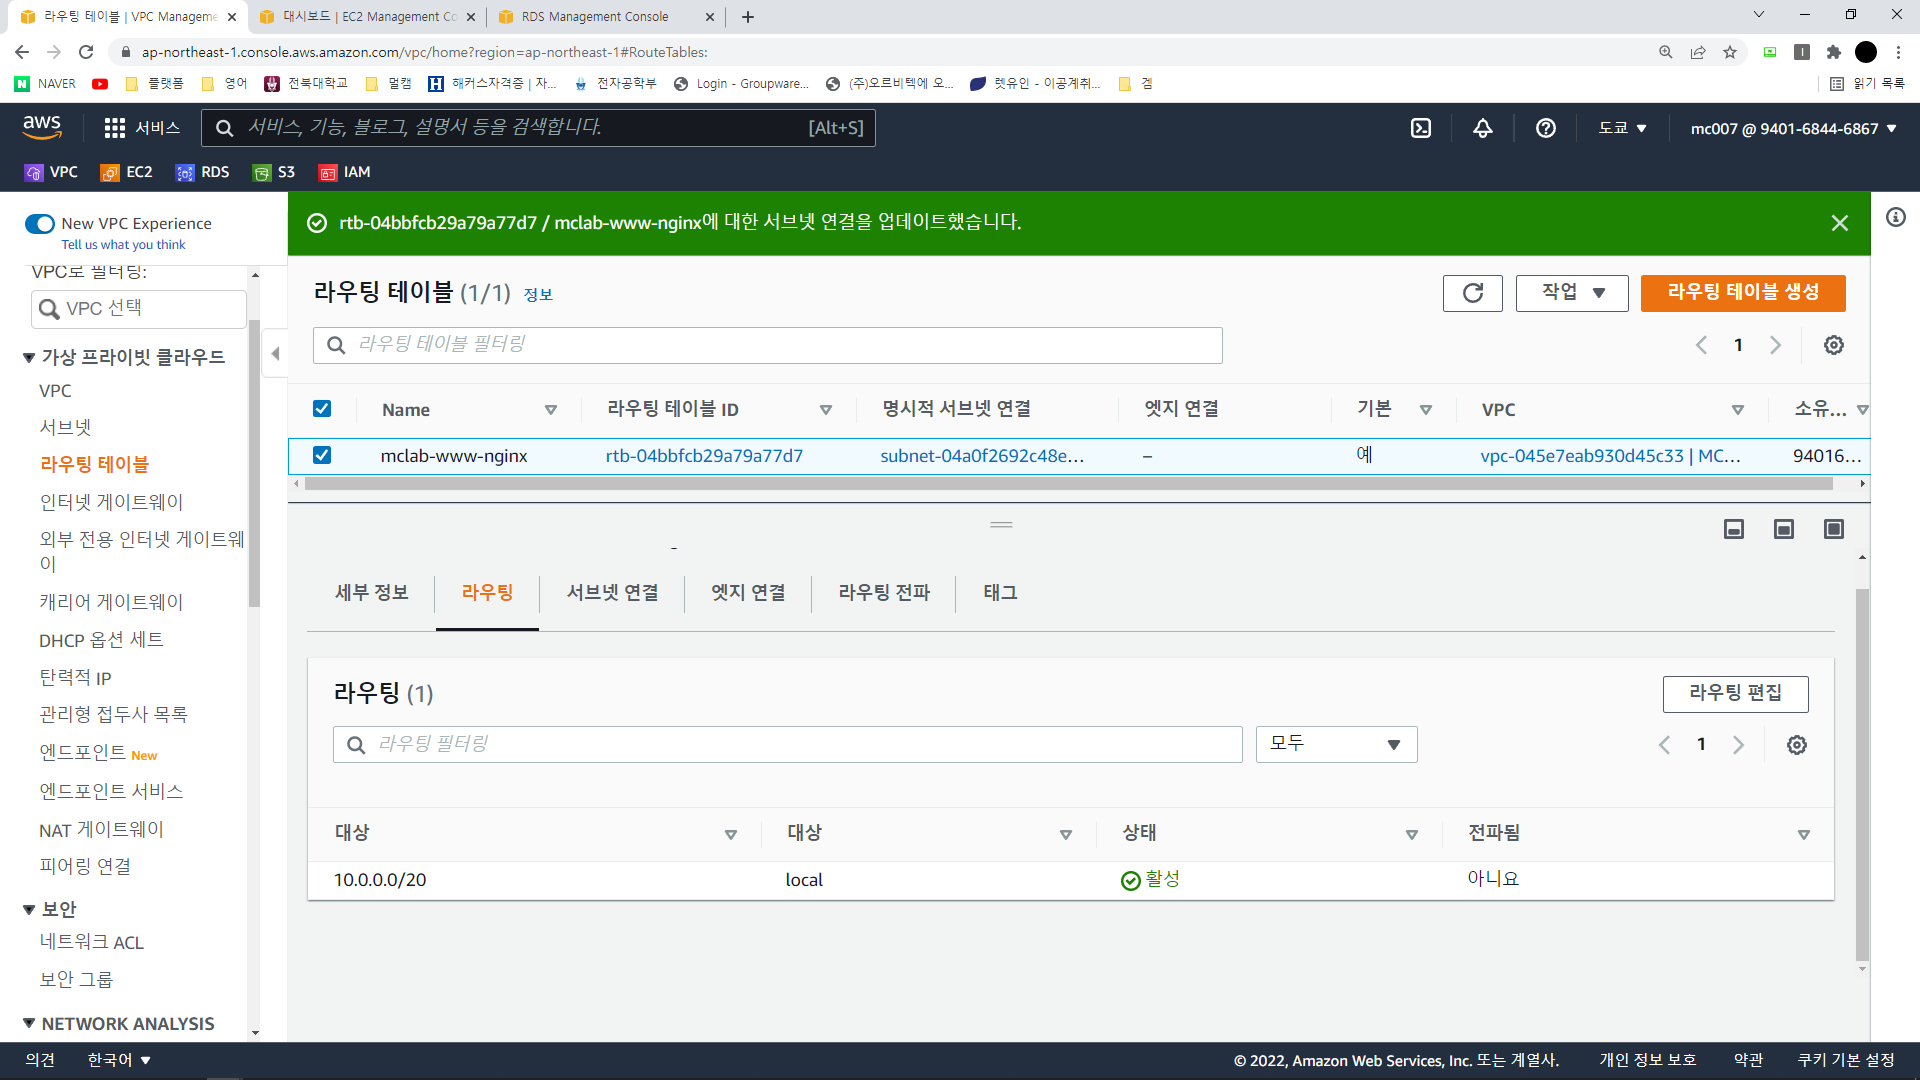 라우팅 테이블 | VPC Manageme
대시보드 | EC2 Management Co
RDS Management Console
ap-northeast-1.console.aws.amazon.com/vpc/home?region=ap-northeast-1#RouteTables:
NAVER
플랫폼
영어
전북대학교
멀캠
해커스자격증 | 자...
전자공학부
Login - Groupware...
(주)오르비텍에 오...
렛유인 - 이공계취...
겜
읽기 목록
aws
서비스
서비스, 기능, 블로그, 설명서 등을 검색합니다.
[Alt+S]
도쿄
mc007 @ 9401-6844-6867
VPC
EC2
RDS
S3
IAM
New VPC Experience
Tell us what you think
VPC로 필터링:
VPC 선택
가상 프라이빗 클라우드
VPC
서브넷
라우팅 테이블
인터넷 게이트웨이
외부 전용 인터넷 게이트웨
이
캐리어 게이트웨이
DHCP 옵션 세트
탄력적 IP
관리형 접두사 목록
엔드포인트 New
엔드포인트 서비스
NAT 게이트웨이
피어링 연결
보안
네트워크 ACL
보안 그룹
NETWORK ANALYSIS
rtb-04bbfcb29a79a77d7 / mclab-www-nginx에 대한 서브넷 연결을 업데이트했습니다.
라우팅 테이블 (1/1) 정보
작업
라우팅 테이블 생성
라우팅 테이블 필터링
1
Name
라우팅 테이블 ID
명시적 서브넷 연결
엣지 연결
기본
VPC
소유...
mclab-www-nginx
rtb-04bbfcb29a79a77d7
subnet-04a0f2692c48e...
–
예
vpc-045e7eab930d45c33 | MC...
94016...
-
세부 정보
라우팅
서브넷 연결
엣지 연결
라우팅 전파
태그
라우팅 (1)
라우팅 편집
라우팅 필터링
모두
1
대상
대상
상태
전파됨
10.0.0.0/20
local
활성
아니요
의견
한국어
© 2022, Amazon Web Services, Inc. 또는 계열사.
개인 정보 보호
약관
쿠키 기본 설정